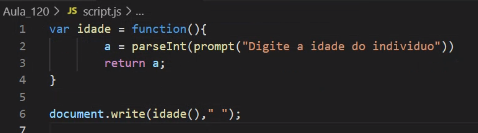 Aula_120 > JS script.js > ...
1 var idade = function(){
2 a = parseInt(prompt("Digite a idade do individuo"))
3 return a;
4 }
5
6 document.write(idade()," ");
7